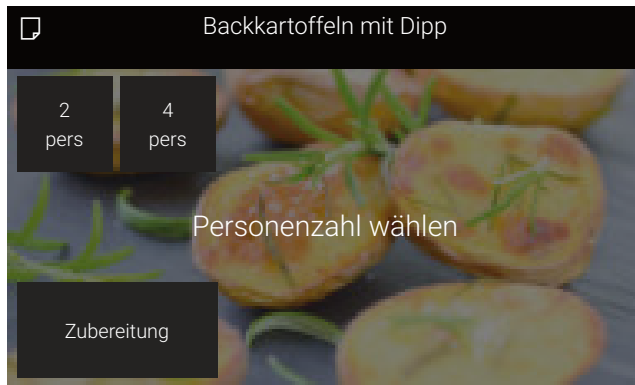 Backkartoffeln mit Dipp
2 pers
4 pers
Personenzahl wählen
Zubereitung